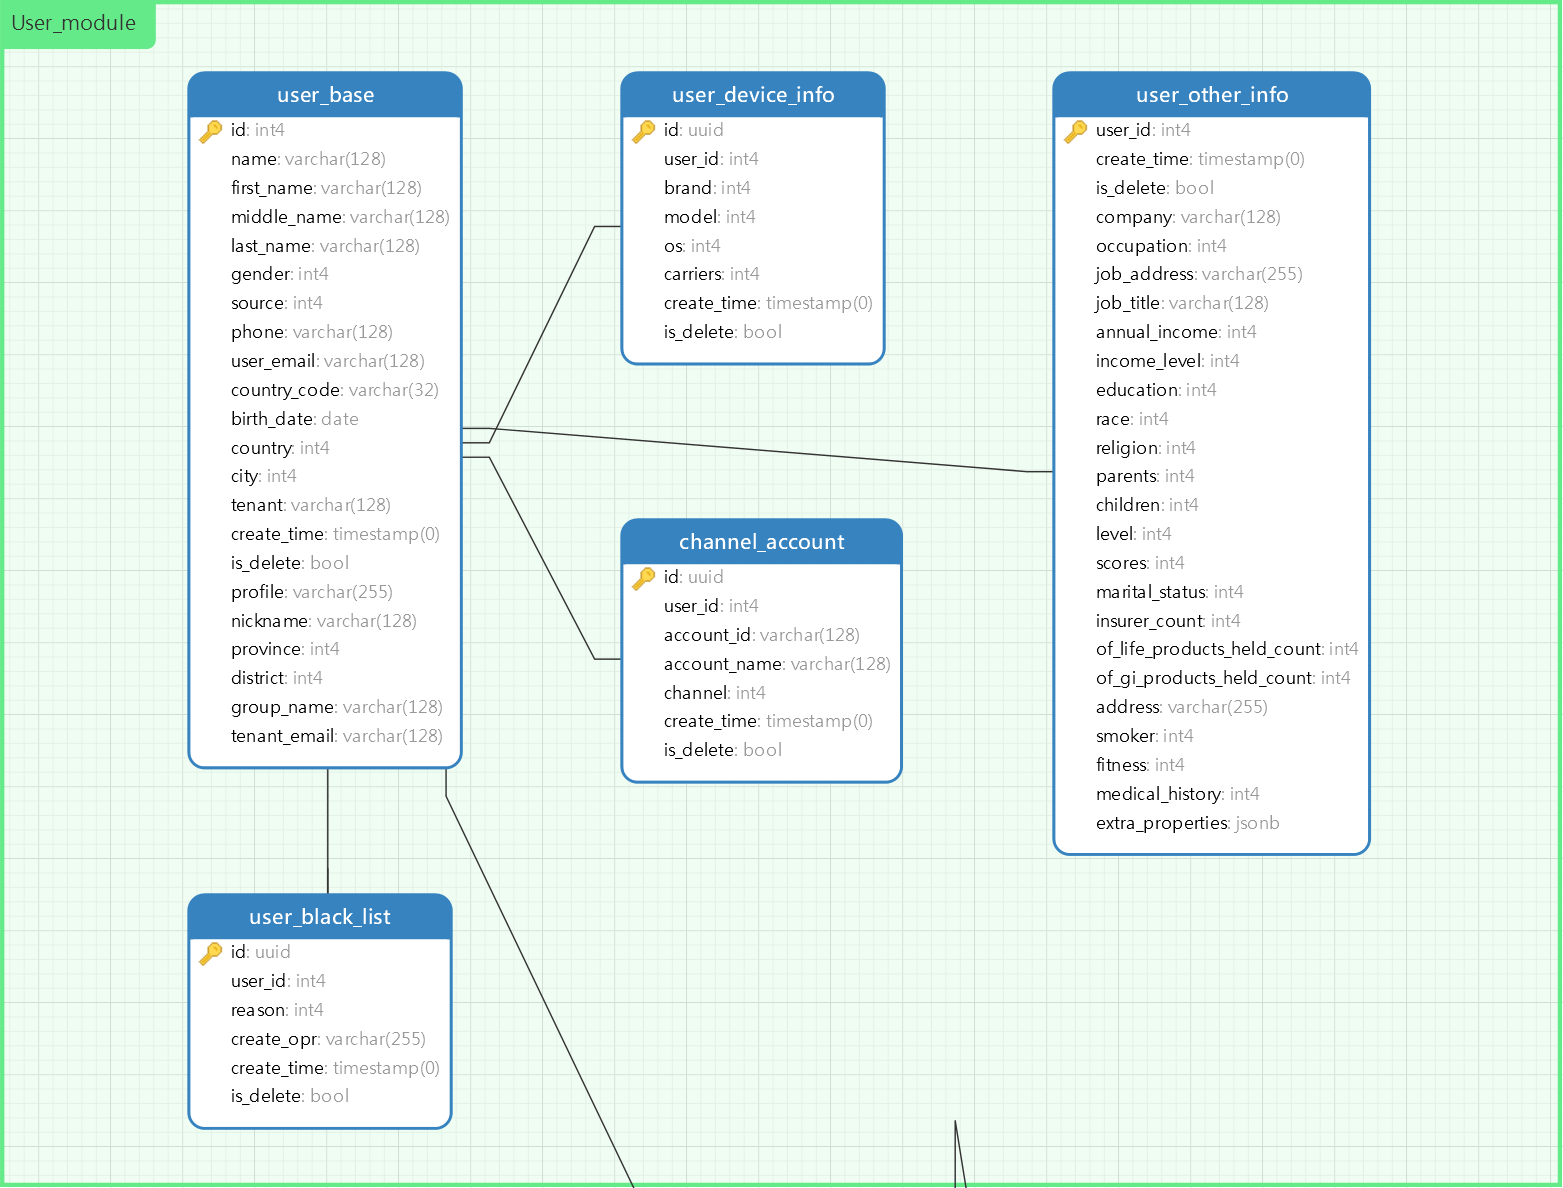 User_module
user_base
id: int4
name: varchar(128)
first_name: varchar(128)
middle_name: varchar(128)
last_name: varchar(128)
gender: int4
source: int4
phone: varchar(128)
user_email: varchar(128)
country_code: varchar(32)
birth_date: date
country: int4
city: int4
tenant: varchar(128)
create_time: timestamp(0)
is_delete: bool
profile: varchar(255)
nickname: varchar(128)
province: int4
district: int4
group_name: varchar(128)
tenant_email: varchar(128)
user_device_info
id: uuid
user_id: int4
brand: int4
model: int4
os: int4
carriers: int4
create_time: timestamp(0)
is_delete: bool
user_other_info
user_id: int4
create_time: timestamp(0)
is_delete: bool
company: varchar(128)
occupation: int4
job_address: varchar(255)
job_title: varchar(128)
annual_income: int4
income_level: int4
education: int4
race: int4
religion: int4
parents: int4
children: int4
level: int4
scores: int4
marital_status: int4
insurer_count: int4
of_life_products_held_count: int4
of_gi_products_held_count: int4
address: varchar(255)
smoker: int4
fitness: int4
medical_history: int4
extra_properties: jsonb
channel_account
id: uuid
user_id: int4
account_id: varchar(128)
account_name: varchar(128)
channel: int4
create_time: timestamp(0)
is_delete: bool
user_black_list
id: uuid
user_id: int4
reason: int4
create_opr: varchar(255)
create_time: timestamp(0)
is_delete: bool